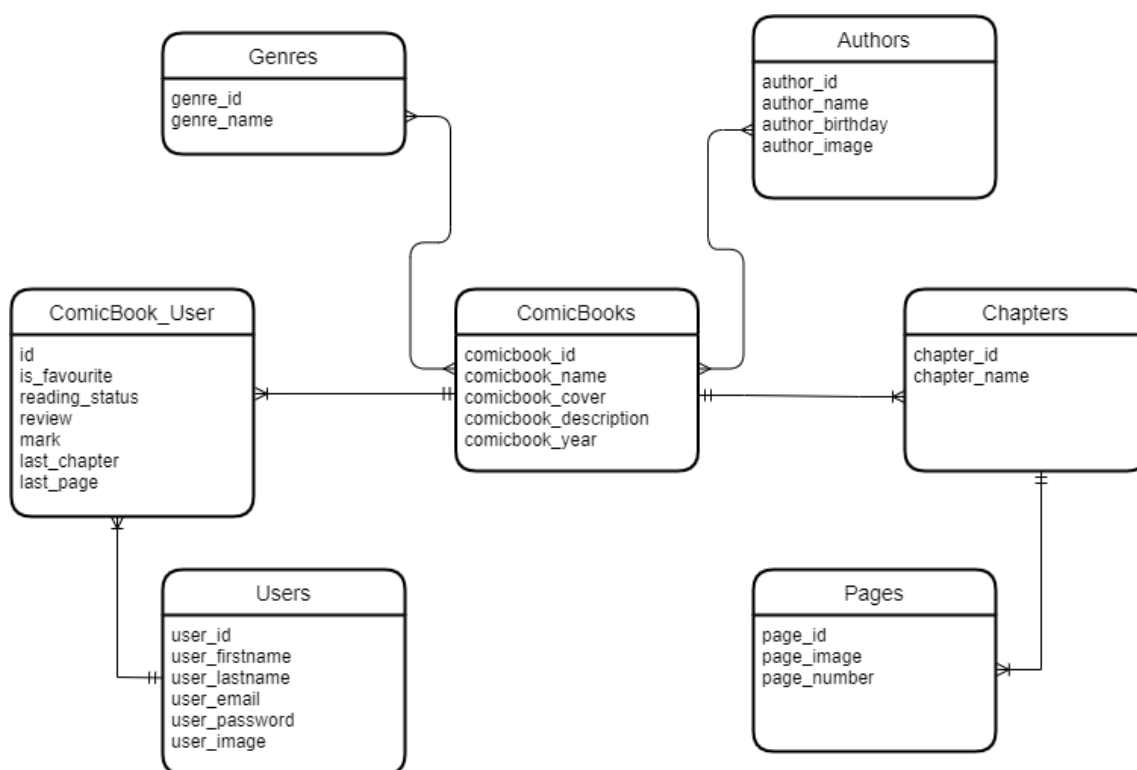 Genres
genre_id
genre_name
Authors
author_id
author_name
author_birthday
author_image
ComicBook_User
id
is_favourite
reading_status
review
mark
last_chapter
last_page
ComicBooks
comicbook_id
comicbook_name
comicbook_cover
comicbook_description
comicbook_year
Chapters
chapter_id
chapter_name
Users
user_id
user_firstname
user_lastname
user_email
user_password
user_image
Pages
page_id
page_image
page_number